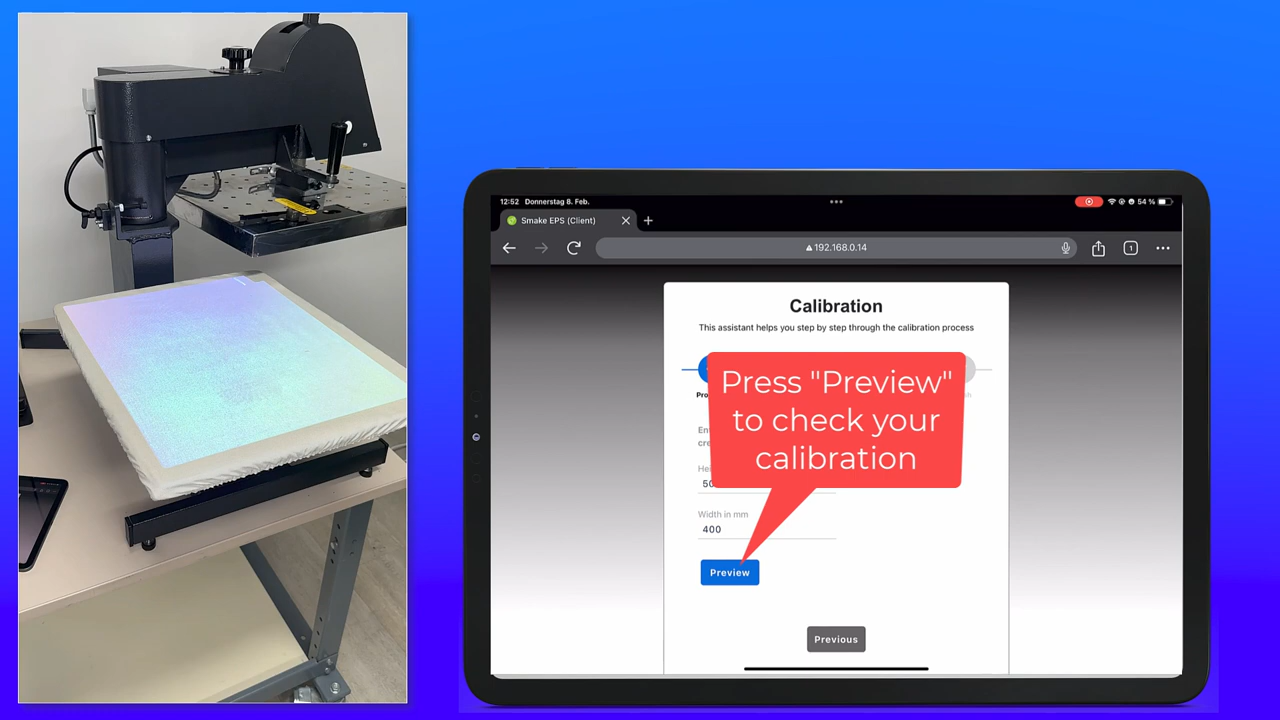 12:52 Donnerstag 8. Feb.
54 %
Smake EPS (Client)
192.168.0.14
1
Calibration
This assistant helps you step by step through the calibration process
Press "Preview"
to check your
calibration
Width in mm
400
Preview
Previous